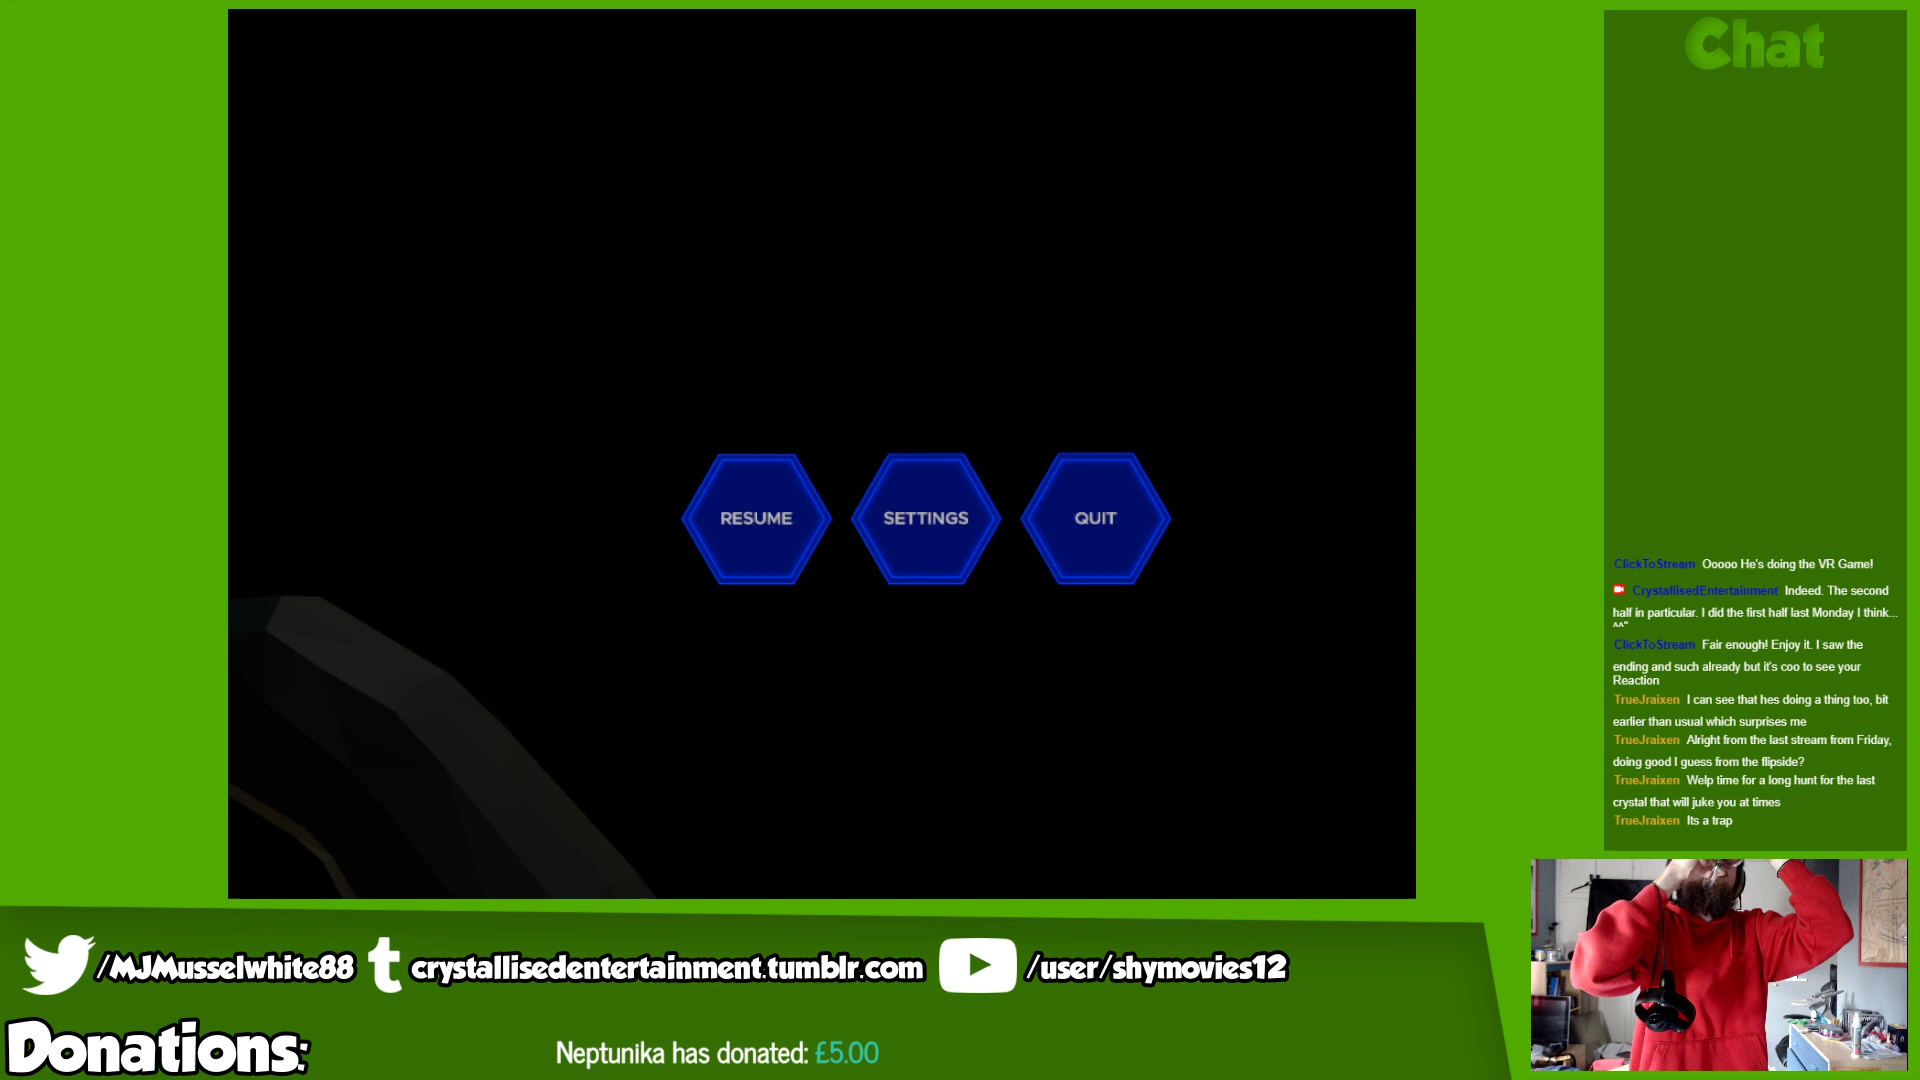 Chat
RESUME SETTINGS QUIT
ClickToStream Ooooo He's doing the VR Game!
CrystallisedEntertainment Indeed. The second
half in particular. I did the first half last Monday I think...
^^"
ClickToStream Fair enough! Enjoy it. I saw the
ending and such already but it's coo to see your
Reaction
TrueJraixen I can see that hes doing a thing too, bit
earlier than usual which surprises me
TrueJraixen Alright from the last stream from Friday,
doing good I guess from the flipside?
TrueJraixen Welp time for a long hunt for the last
crystal that will juke you at times
TrueJraixen Its a trap
/MJMusselwhite88 t crystallisedentertainment.tumblr.com /user/shymovies12
Donations:
Neptunika has donated: £5.00